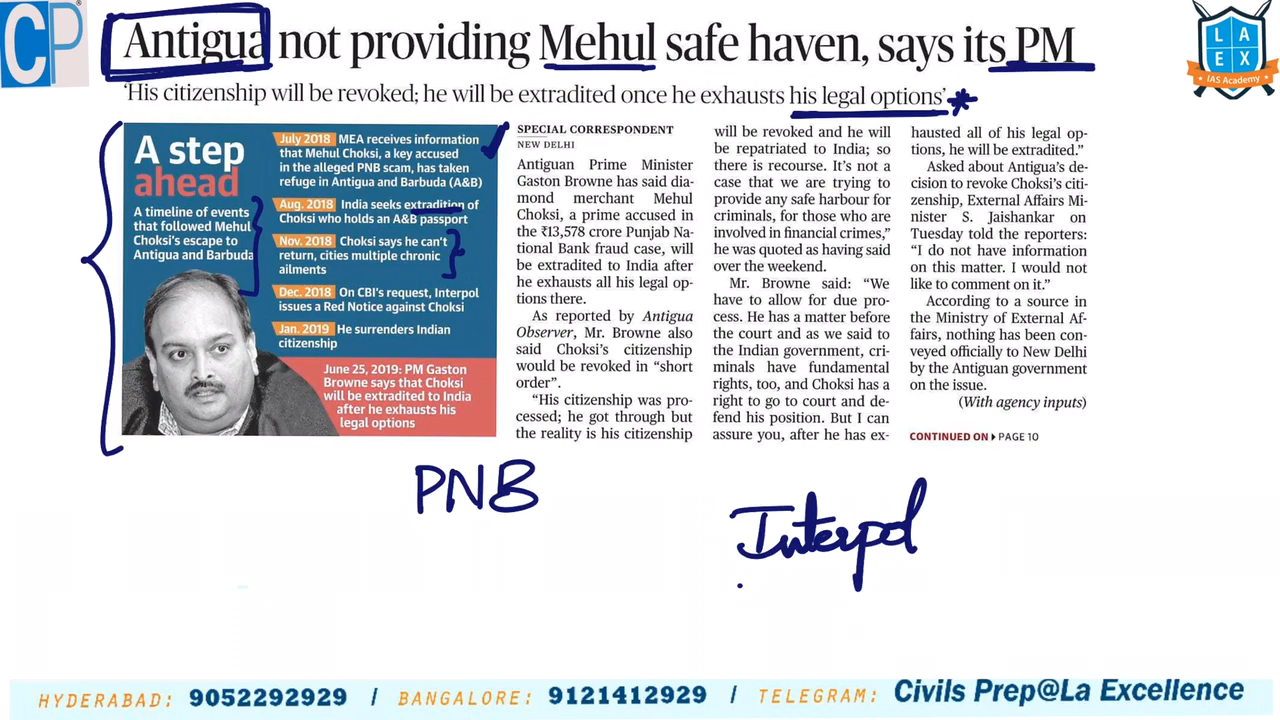 CP
LAEX
IAS Academy
Antigua not providing Mehul safe haven, says its PM
‘His citizenship will be revoked; he will be extradited once he exhausts his legal options’
A step
ahead
A timeline of events
that followed Mehul
Choksi’s escape to
Antigua and Barbuda
July 2018 MEA receives information
that Mehul Choksi, a key accused
in the alleged PNB scam, has taken
refuge in Antigua and Barbuda (A&B)
Aug. 2018 India seeks extradition of
Choksi who holds an A&B passport
Nov. 2018 Choksi says he can’t
return, cities multiple chronic
ailments
Dec. 2018 On CBI’s request, Interpol
issues a Red Notice against Choksi
Jan. 2019 He surrenders Indian
citizenship
June 25, 2019: PM Gaston
Browne says that Choksi
will be extradited to India
after he exhausts his
legal options
SPECIAL CORRESPONDENT
NEW DELHI
Antiguan Prime Minister
Gaston Browne has said dia-
mond merchant Mehul
Choksi, a prime accused in
the ₹13,578 crore Punjab Na-
tional Bank fraud case, will
be extradited to India after
he exhausts all his legal op-
tions there.
As reported by Antigua
Observer, Mr. Browne also
said Choksi’s citizenship
would be revoked in “short
order”.
“His citizenship was pro-
cessed; he got through but
the reality is his citizenship
will be revoked and he will
be repatriated to India; so
there is recourse. It’s not a
case that we are trying to
provide any safe harbour for
criminals, for those who are
involved in financial crimes,”
he was quoted as having said
over the weekend.
Mr. Browne said: “We
have to allow for due pro-
cess. He has a matter before
the court and as we said to
the Indian government, cri-
minals have fundamental
rights, too, and Choksi has a
right to go to court and de-
fend his position. But I can
assure you, after he has ex-
hausted all of his legal op-
tions, he will be extradited.”
Asked about Antigua’s de-
cision to revoke Choksi’s citi-
zenship, External Affairs Mi-
nister S. Jaishankar on
Tuesday told the reporters:
“I do not have information
on this matter. I would not
like to comment on it.”
According to a source in
the Ministry of External Af-
fairs, nothing has been con-
veyed officially to New Delhi
by the Antiguan government
on the issue.
(With agency inputs)
CONTINUED ON PAGE 10
PNB
Interpol
HYDERABAD: 9052292929 / BANGALORE: 9121412929 / TELEGRAM: Civils Prep@La Excellence